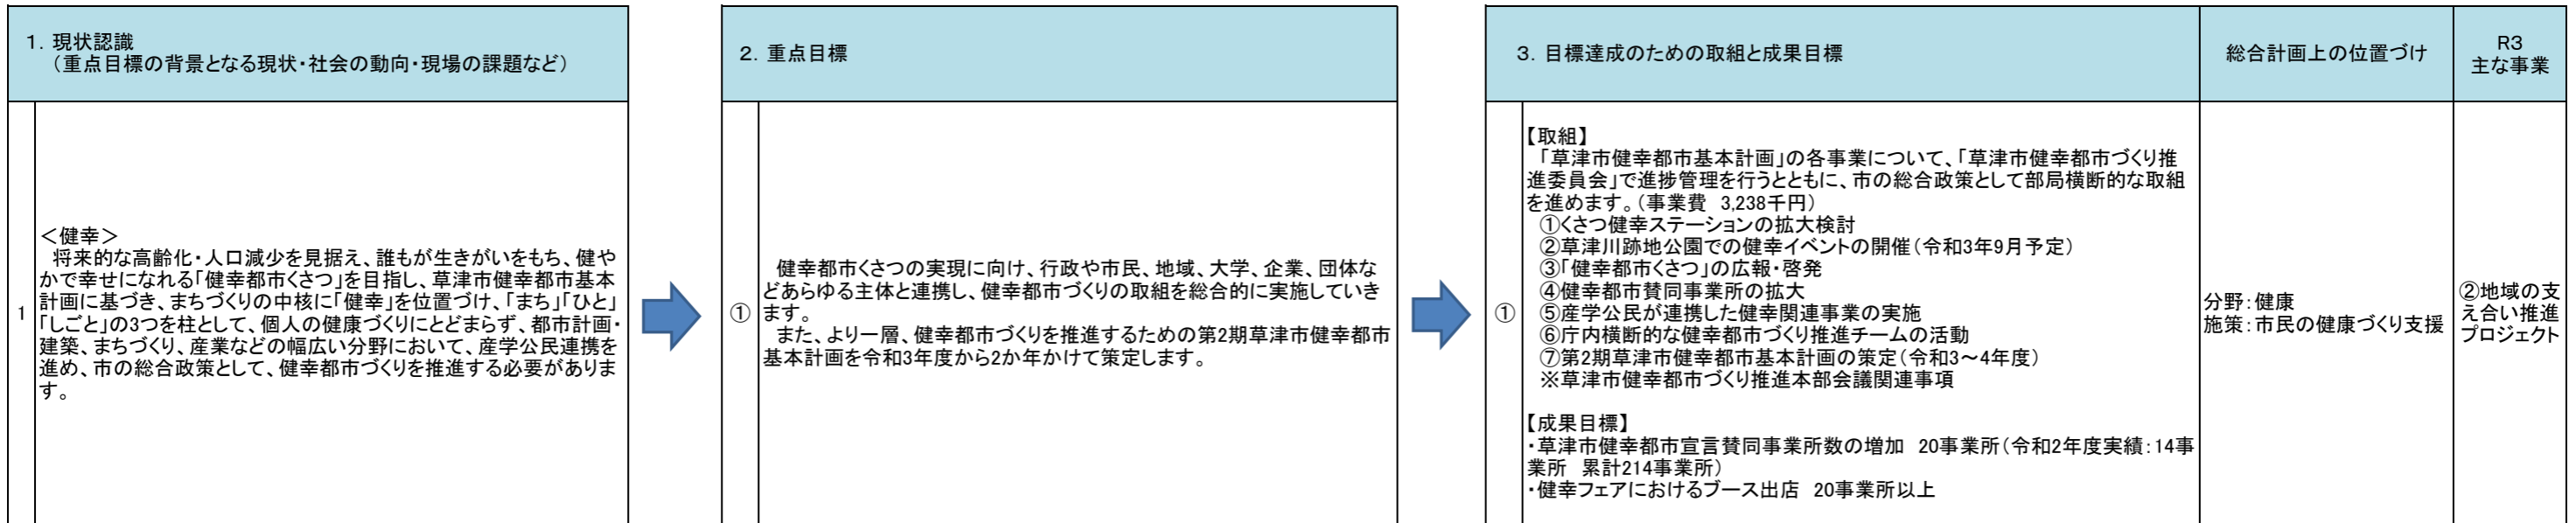 １．現状認識
（重点目標の背景となる現状・社会の動向・現場の課題など）
２．重点目標
３．目標達成のための取組と成果目標
総合計画上の位置づけ
R3
主な事業
1
＜健幸＞
将来的な高齢化・人口減少を見据え、誰もが生きがいをもち、健や
かで幸せになれる「健幸都市くさつ」を目指し、草津市健幸都市基本
計画に基づき、まちづくりの中核に「健幸」を位置づけ、「まち」「ひと」
「しごと」の3つを柱として、個人の健康づくりにとどまらず、都市計画・
建築、まちづくり、産業などの幅広い分野において、産学公民連携を
進め、市の総合政策として、健幸都市づくりを推進する必要がありま
す。
①
健幸都市くさつの実現に向け、行政や市民、地域、大学、企業、団体な
どあらゆる主体と連携し、健幸都市づくりの取組を総合的に実施していき
ます。
また、より一層、健幸都市づくりを推進するための第2期草津市健幸都市
基本計画を令和3年度から2か年かけて策定します。
①
【取組】
「草津市健幸都市基本計画」の各事業について、「草津市健幸都市づくり推
進委員会」で進捗管理を行うとともに、市の総合政策として部局横断的な取組
を進めます。（事業費　3,238千円）
①くさつ健幸ステーションの拡大検討
②草津川跡地公園での健幸イベントの開催（令和3年9月予定）
③「健幸都市くさつ」の広報・啓発
④健幸都市賛同事業所の拡大
⑤産学公民が連携した健幸関連事業の実施
⑥庁内横断的な健幸都市づくり推進チームの活動
⑦第2期草津市健幸都市基本計画の策定（令和3～4年度）
※草津市健幸都市づくり推進本部会議関連事項
【成果目標】
・草津市健幸都市宣言賛同事業所数の増加　20事業所（令和2年度実績：14事
業所　累計214事業所）
・健幸フェアにおけるブース出店　20事業所以上
分野：健康
施策：市民の健康づくり支援
②地域の支
え合い推進
プロジェクト